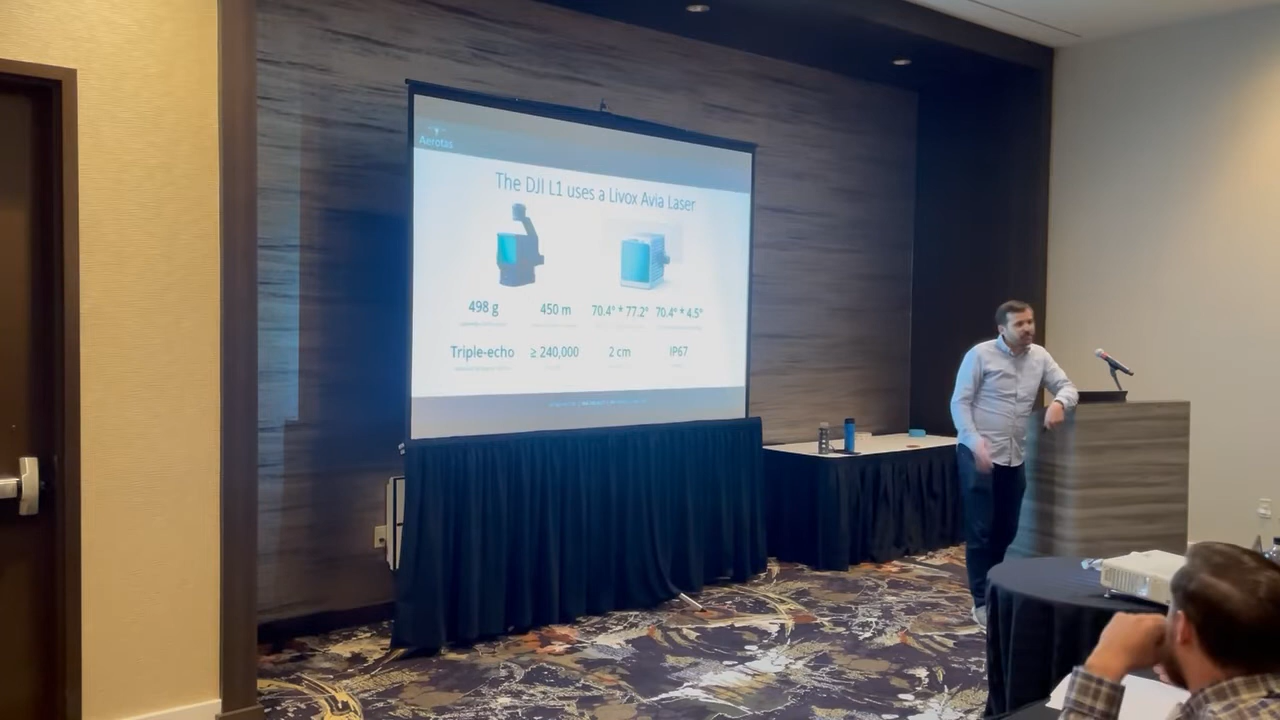 Aerotas
The DJI L1 uses a Livox Avia Laser
498 g 450 m 70.4° * 77.2° 70.4° * 4.5°
Triple-echo ≥ 240,000 2 cm IP67